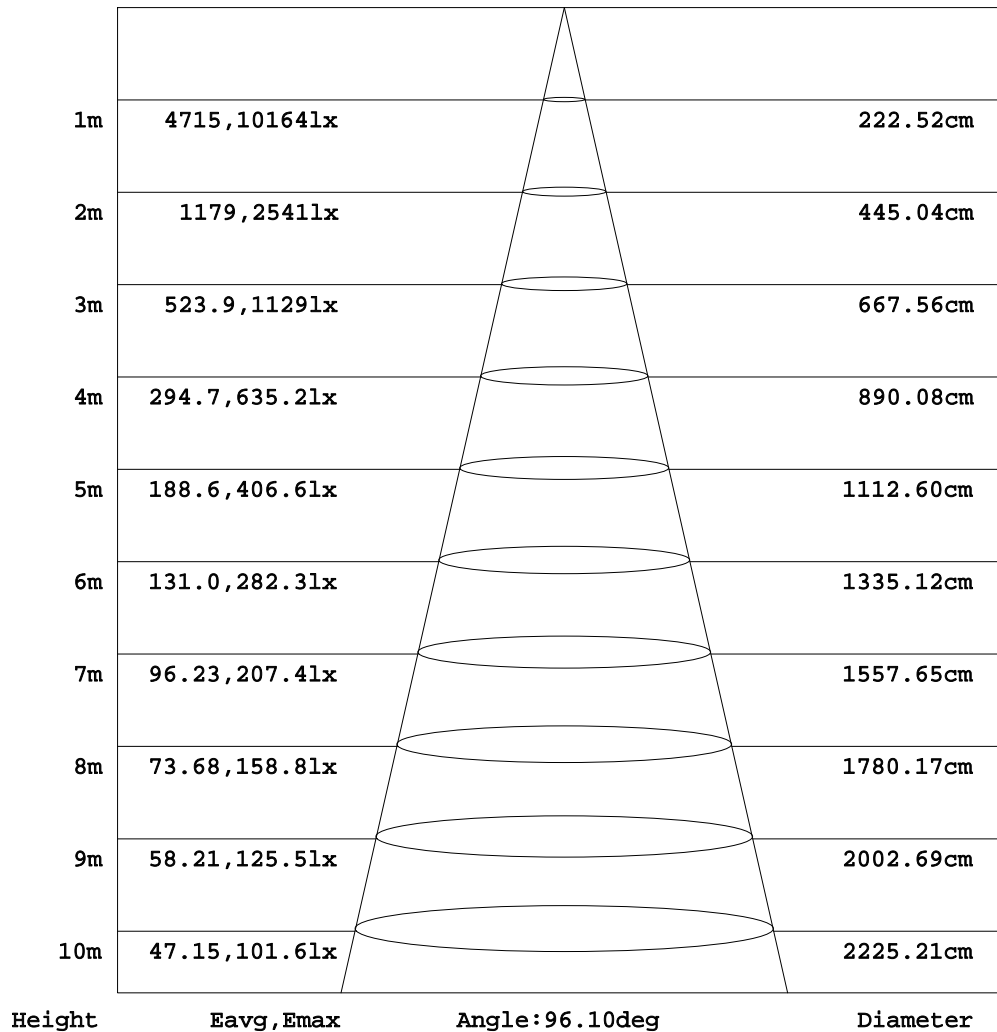 1m 4715,10164lx 222.52cm
2m 1179,2541lx 445.04cm
3m 523.9,1129lx 667.56cm
4m 294.7,635.2lx 890.08cm
5m 188.6,406.6lx 1112.60cm
6m 131.0,282.3lx 1335.12cm
7m 96.23,207.4lx 1557.65cm
8m 73.68,158.8lx 1780.17cm
9m 58.21,125.5lx 2002.69cm
10m 47.15,101.6lx 2225.21cm
Height Eavg,Emax Angle:96.10deg Diameter